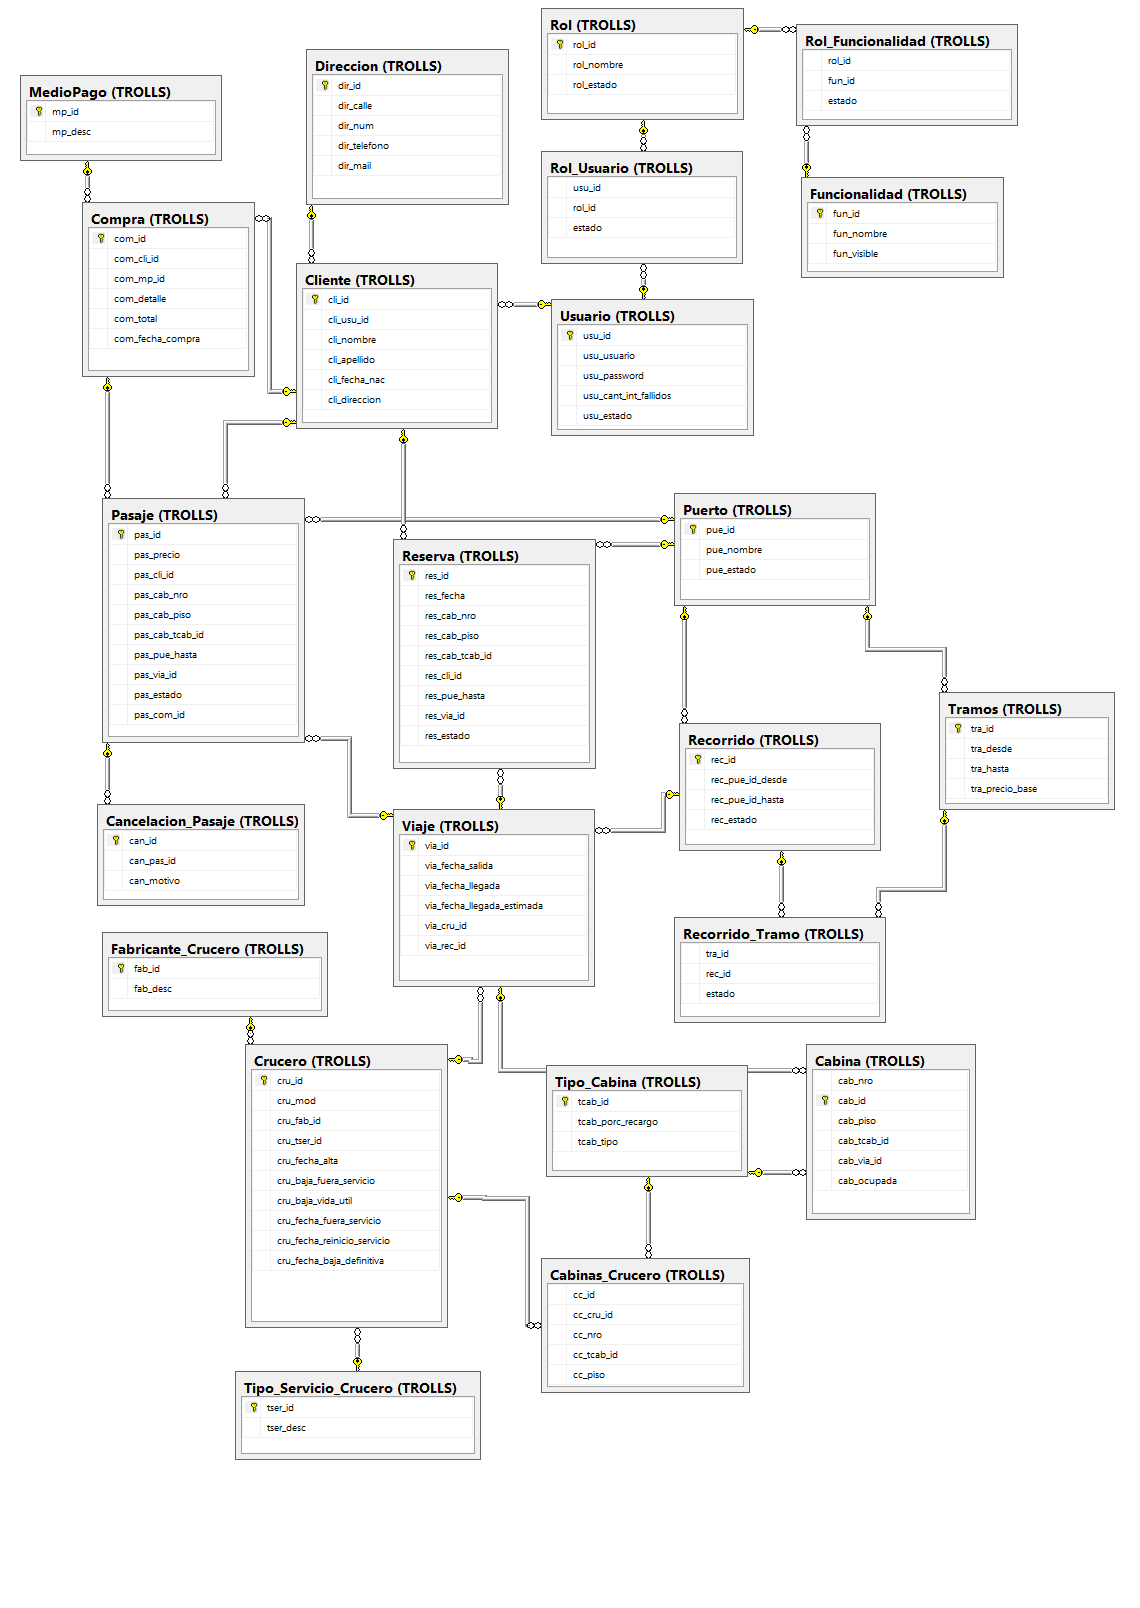 Rol (TROLLS)
rol_id
rol_nombre
rol_estado
Rol_Funcionalidad (TROLLS)
rol_id
fun_id
estado
Direccion (TROLLS)
dir_id
dir_calle
dir_num
dir_telefono
dir_mail
MedioPago (TROLLS)
mp_id
mp_desc
Rol_Usuario (TROLLS)
usu_id
rol_id
estado
Funcionalidad (TROLLS)
fun_id
fun_nombre
fun_visible
Compra (TROLLS)
com_id
com_cli_id
com_mp_id
com_detalle
com_total
com_fecha_compra
Cliente (TROLLS)
cli_id
cli_usu_id
cli_nombre
cli_apellido
cli_fecha_nac
cli_direccion
Usuario (TROLLS)
usu_id
usu_usuario
usu_password
usu_cant_int_fallidos
usu_estado
Pasaje (TROLLS)
pas_id
pas_precio
pas_cli_id
pas_cab_nro
pas_cab_piso
pas_cab_tcab_id
pas_pue_hasta
pas_via_id
pas_estado
pas_com_id
Puerto (TROLLS)
pue_id
pue_nombre
pue_estado
Reserva (TROLLS)
res_id
res_fecha
res_cab_nro
res_cab_piso
res_cab_tcab_id
res_cli_id
res_pue_hasta
res_via_id
res_estado
Tramos (TROLLS)
tra_id
tra_desde
tra_hasta
tra_precio_base
Recorrido (TROLLS)
rec_id
rec_pue_id_desde
rec_pue_id_hasta
rec_estado
Cancelacion_Pasaje (TROLLS)
can_id
can_pas_id
can_motivo
Viaje (TROLLS)
via_id
via_fecha_salida
via_fecha_llegada
via_fecha_llegada_estimada
via_cru_id
via_rec_id
Recorrido_Tramo (TROLLS)
tra_id
rec_id
estado
Fabricante_Crucero (TROLLS)
fab_id
fab_desc
Crucero (TROLLS)
cru_id
cru_mod
cru_fab_id
cru_tser_id
cru_fecha_alta
cru_baja_fuera_servicio
cru_baja_vida_util
cru_fecha_fuera_servicio
cru_fecha_reinicio_servicio
cru_fecha_baja_definitiva
Tipo_Cabina (TROLLS)
tcab_id
tcab_porc_recargo
tcab_tipo
Cabina (TROLLS)
cab_nro
cab_id
cab_piso
cab_tcab_id
cab_via_id
cab_ocupada
Cabinas_Crucero (TROLLS)
cc_id
cc_cru_id
cc_nro
cc_tcab_id
cc_piso
Tipo_Servicio_Crucero (TROLLS)
tser_id
tser_desc